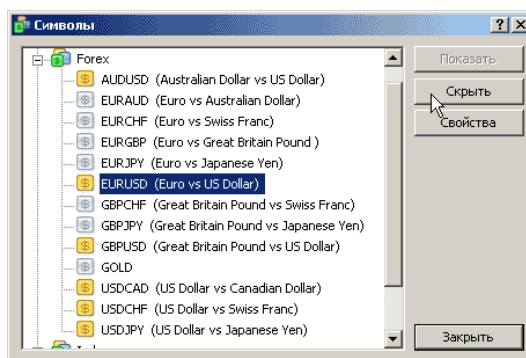 Символы
Forex
AUDUSD (Australian Dollar vs US Dollar)
EURAUD (Euro vs Australian Dollar)
EURCHF (Euro vs Swiss Franc)
EURGBP (Euro vs Great Britain Pound )
EURJPY (Euro vs Japanese Yen)
EURUSD (Euro vs US Dollar)
GBPCHF (Great Britain Pound vs Swiss Franc)
GBPJPY (Great Britain Pound vs Japanese Yen)
GBPUSD (Great Britain Pound vs US Dollar)
GOLD
USDCAD (US Dollar vs Canadian Dollar)
USDCHF (US Dollar vs Swiss Franc)
USDJPY (US Dollar vs Japanese Yen)
Показать
Скрыть
Свойства
Закрыть